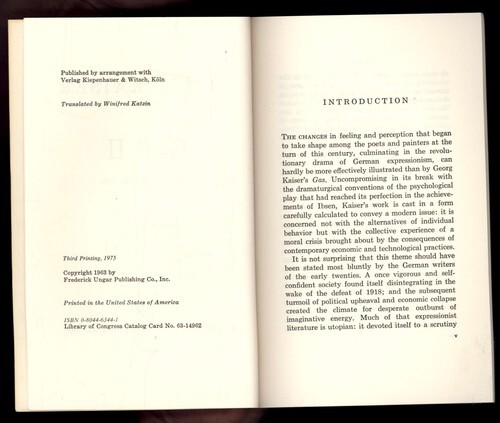 Published by arrangement with
Verlag Kiepenhauer & Witsch, Köln
Translated by Winifred Katzin
Third Printing, 1973
Copyright 1963 by
Frederick Ungar Publishing Co., Inc.
Printed in the United States of America
ISBN 0-8044-6344-1
Library of Congress Catalog Card No. 63-14962
INTRODUCTION
THE CHANGES in feeling and perception that began
to take shape among the poets and painters at the
turn of this century, culminating in the revolu-
tionary drama of German expressionism, can
hardly be more effectively illustrated than by Georg
Kaiser's Gas. Uncompromising in its break with
the dramaturgical conventions of the psychological
play that had reached its perfection in the achieve-
ments of Ibsen, Kaiser's work is cast in a form
carefully calculated to convey a modern issue: it is
concerned not with the alternatives of individual
behavior but with the collective experience of a
moral crisis brought about by the consequences of
contemporary economic and technological practices.
It is not surprising that this theme should have
been stated most bluntly by the German writers
of the early twenties. A once vigorous and self-
confident society found itself disintegrating in the
wake of the defeat of 1918; and the subsequent
turmoil of political upheaval and economic collapse
created the climate for desperate outburst of
imaginative energy. Much of that expressionist
literature is utopian: it devoted itself to a scrutiny
v